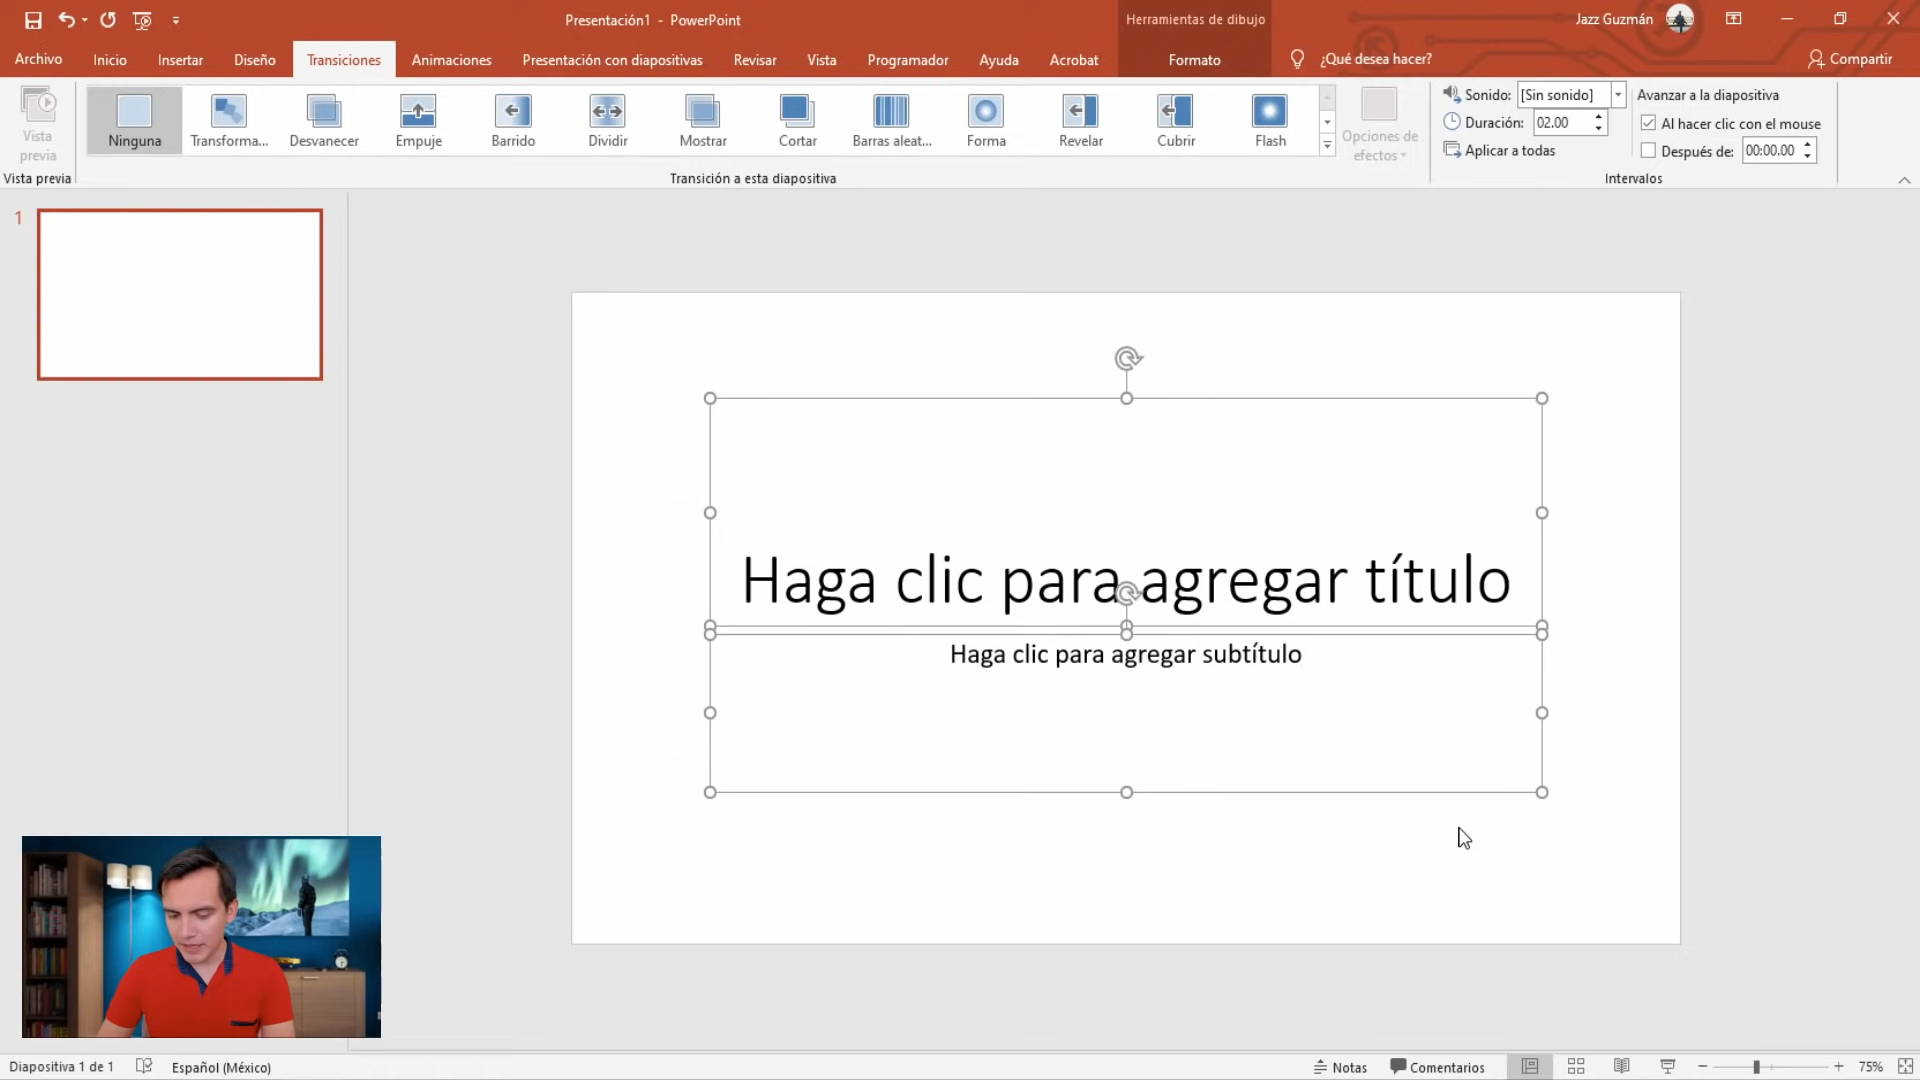 Presentación1 - PowerPoint
Herramientas de dibujo
Jazz Guzmán
Archivo
Inicio
Insertar
Diseño
Transiciones
Animaciones
Presentación con diapositivas
Revisar
Vista
Programador
Ayuda
Acrobat
Formato
¿Qué desea hacer?
Compartir
Vista
previa
Ninguna
Transforma...
Desvanecer
Empuje
Barrido
Dividir
Mostrar
Cortar
Barras aleat...
Forma
Revelar
Cubrir
Flash
Opciones de
efectos
Sonido: [Sin sonido]
Duración: 02.00
Aplicar a todas
Avanzar a la diapositiva
Al hacer clic con el mouse
Después de: 00:00.00
Vista previa
Transición a esta diapositiva
Intervalos
1
Haga clic para agregar título
Haga clic para agregar subtítulo
Diapositiva 1 de 1
Español (México)
Notas
Comentarios
75%